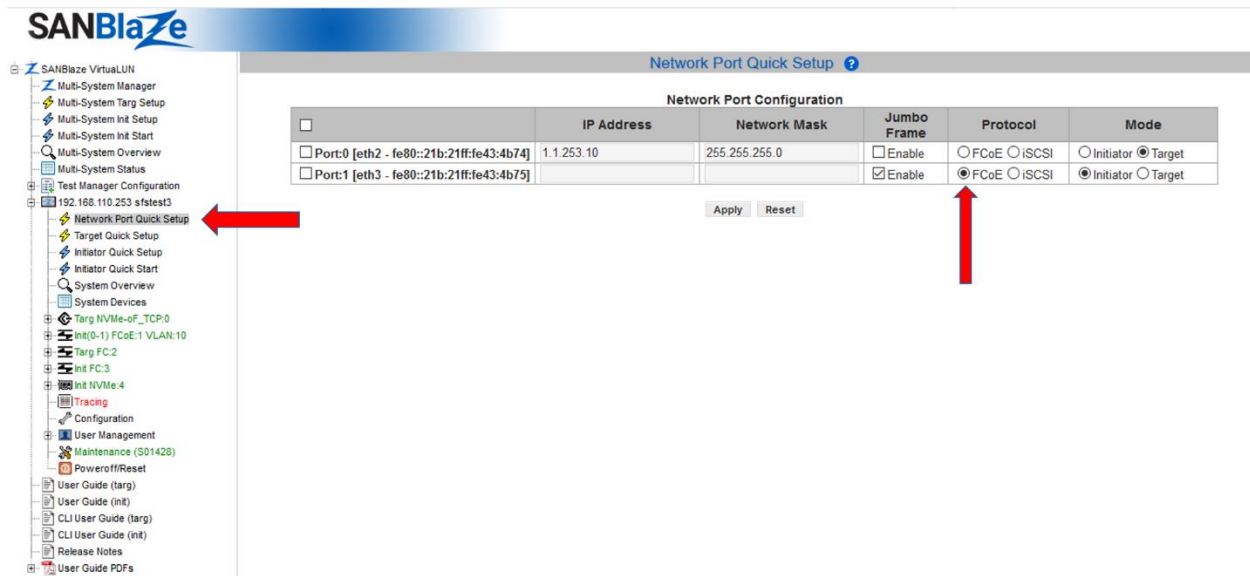 SANBlaze
SANBlaze VirtuaLUN
Multi-System Manager
Multi-System Targ Setup
Multi-System Init Setup
Multi-System Init Start
Multi-System Overview
Multi-System Status
Test Manager Configuration
192.168.110.253 sfstest3
Network Port Quick Setup
Target Quick Setup
Initiator Quick Setup
Initiator Quick Start
System Overview
System Devices
Targ NVMe-oF_TCP:0
Init(0-1) FCoE:1 VLAN:10
Targ FC:2
Init FC:3
Init NVMe:4
Tracing
Configuration
User Management
Maintenance (S01428)
Poweroff/Reset
User Guide (targ)
User Guide (init)
CLI User Guide (targ)
CLI User Guide (init)
Release Notes
User Guide PDFs
Network Port Quick Setup ?
Network Port Configuration
IP Address Network Mask Jumbo Frame Protocol Mode
Port:0 [eth2 - fe80::21b:21ff:fe43:4b74] 1.1.253.10 255.255.255.0 Enable FCoE iSCSI Initiator Target
Port:1 [eth3 - fe80::21b:21ff:fe43:4b75] Enable FCoE iSCSI Initiator Target
Apply Reset